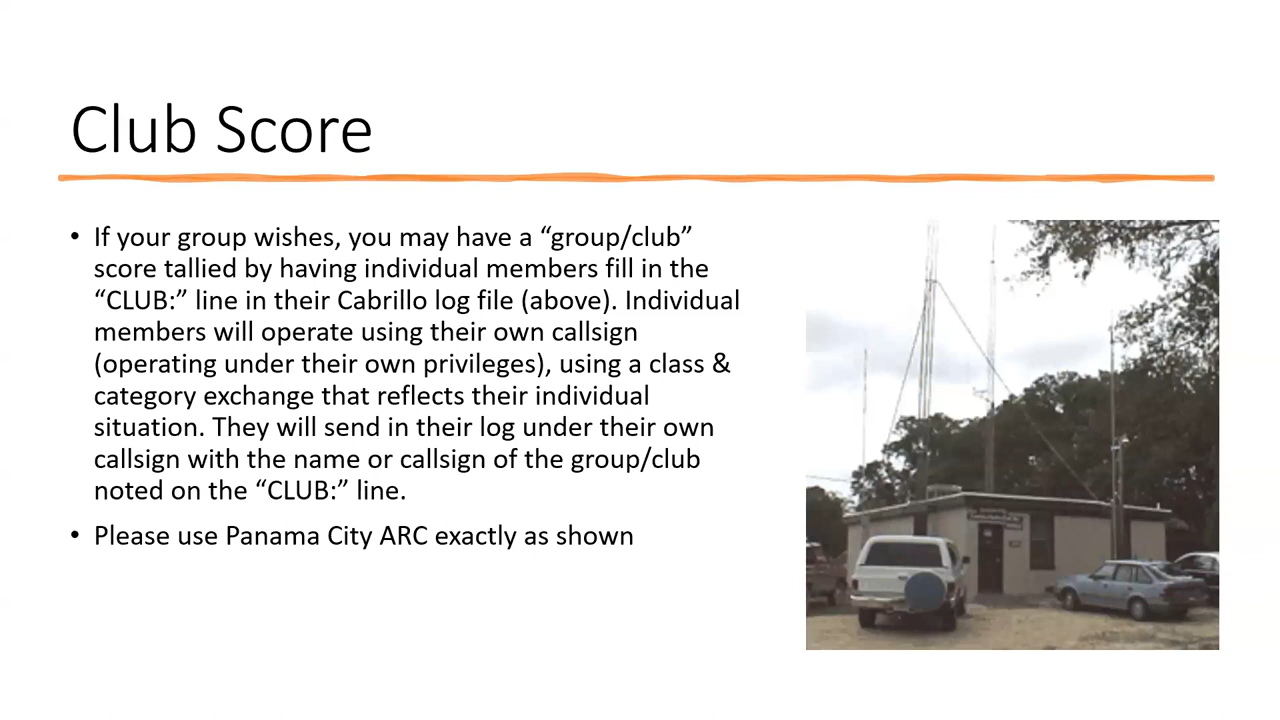 Club Score
• If your group wishes, you may have a “group/club”
score tallied by having individual members fill in the
“CLUB:” line in their Cabrillo log file (above). Individual
members will operate using their own callsign
(operating under their own privileges), using a class &
category exchange that reflects their individual
situation. They will send in their log under their own
callsign with the name or callsign of the group/club
noted on the “CLUB:” line.
• Please use Panama City ARC exactly as shown